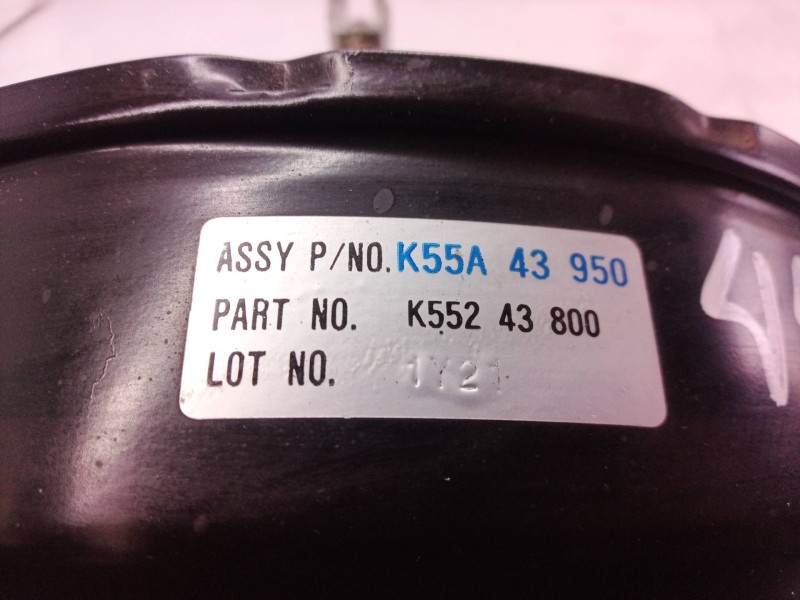 ASSY P/NO. K55A 43 950
PART NO. K552 43 800
LOT NO. 1Y21